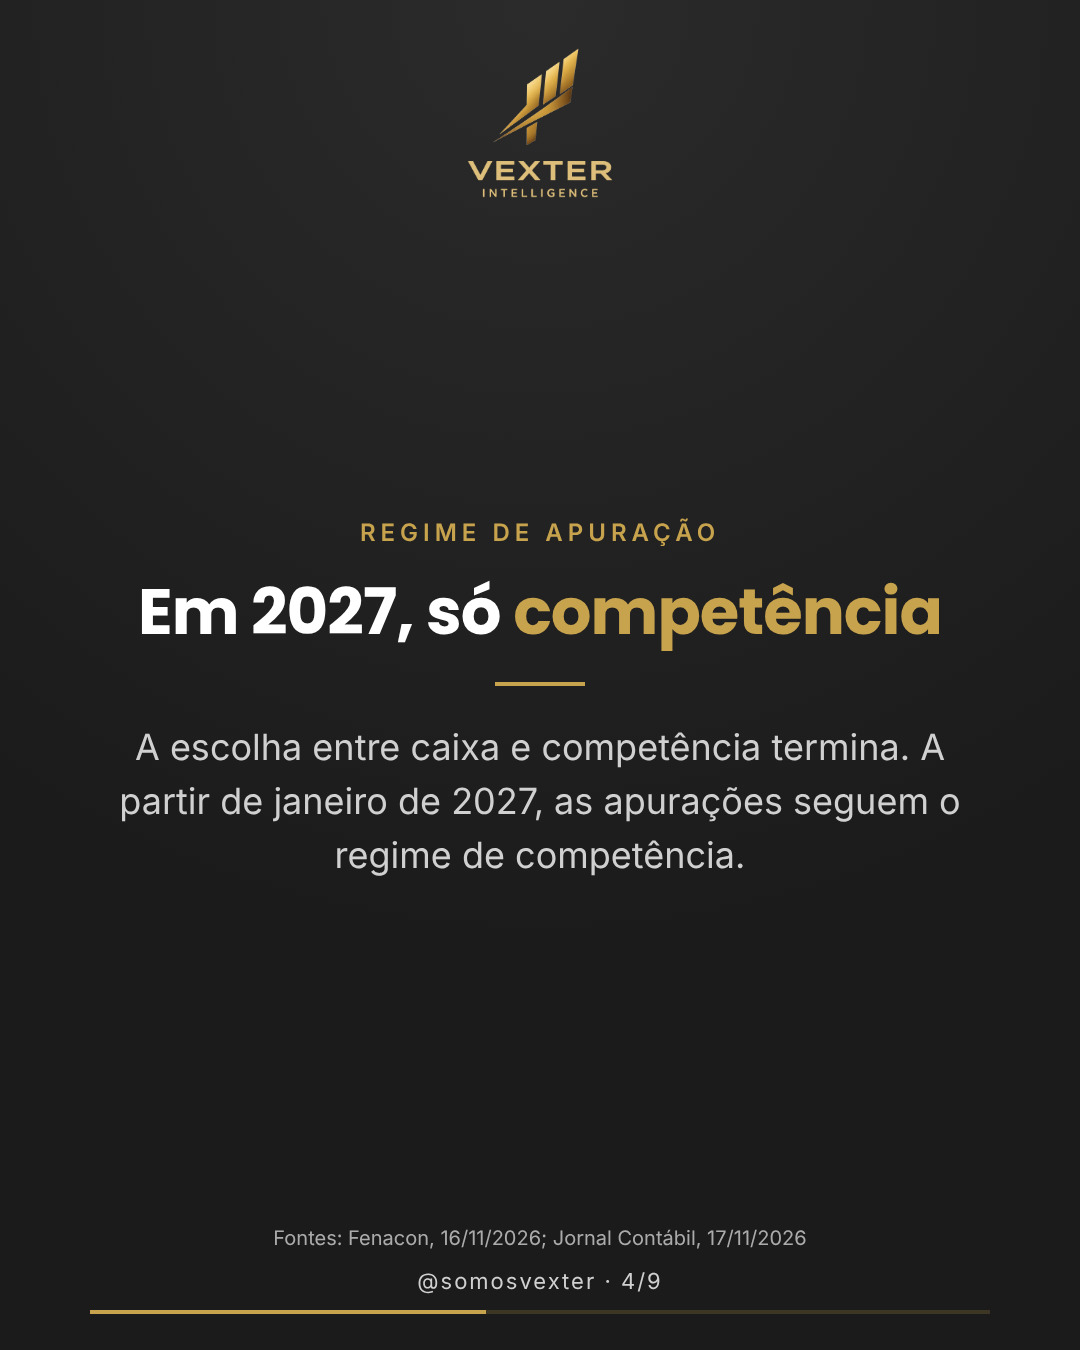 VEXTER
INTELLIGENCE
REGIME DE APURAÇÃO
Em 2027, só competência
A escolha entre caixa e competência termina. A
partir de janeiro de 2027, as apurações seguem o
regime de competência.
Fontes: Fenacon, 16/11/2026; Jornal Contábil, 17/11/2026
@somosvexter · 4/9